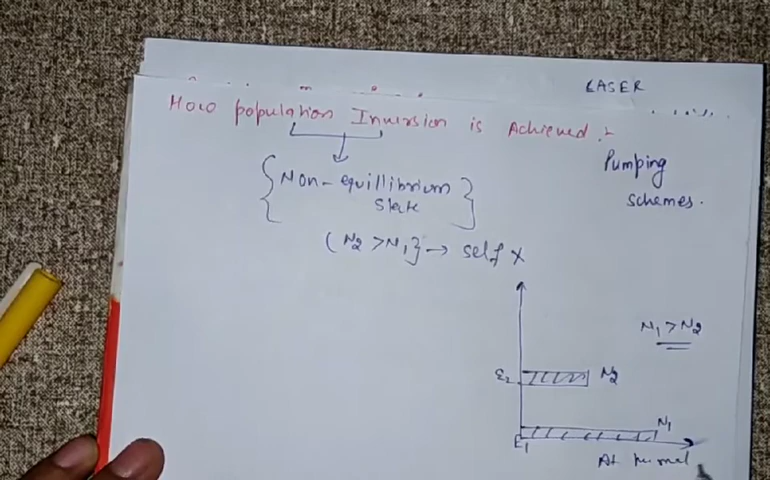 LASER
How population Inversion is Achieved :-
Pumping
schemes.
{ Non-equillibrium
state }
(N2 > N1} → self x
N1 > N2
E2
N2
N1
E1
At